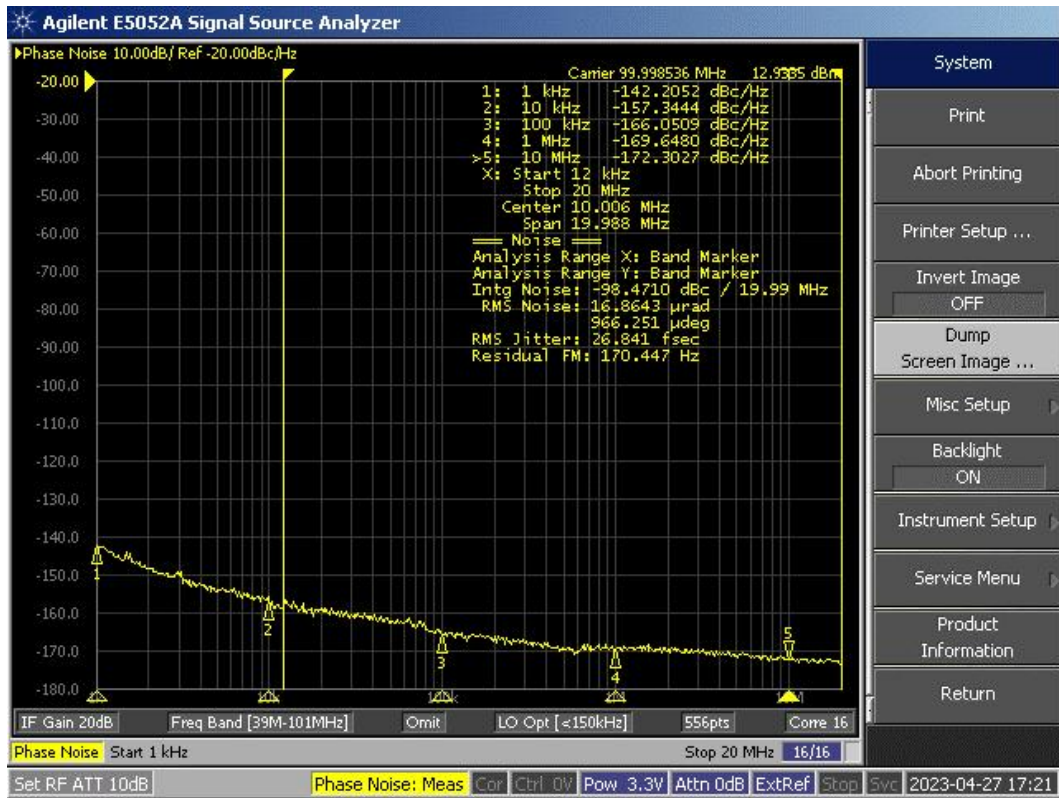 Agilent E5052A Signal Source Analyzer
▶Phase Noise 10.00dB/ Ref -20.00dBc/Hz
Carrier 99.998536 MHz 12.9335 dBm
-20.00
-30.00
-40.00
-50.00
-60.00
-70.00
-80.00
-90.00
-100.0
-110.0
-120.0
-130.0
-140.0
-150.0
-160.0
-170.0
-180.0
1: 1 kHz -142.2052 dBc/Hz
2: 10 kHz -157.3444 dBc/Hz
3: 100 kHz -166.0509 dBc/Hz
4: 1 MHz -169.6480 dBc/Hz
>5: 10 MHz -172.3027 dBc/Hz
X: Start 12 kHz
Stop 20 MHz
Center 10.006 MHz
Span 19.988 MHz
=== Noise ===
Analysis Range X: Band Marker
Analysis Range Y: Band Marker
Intg Noise: -98.4710 dBc / 19.99 MHz
RMS Noise: 16.8643 µrad
966.251 µdeg
RMS Jitter: 26.841 fsec
Residual FM: 170.447 Hz
1
2
3
4
5
IF Gain 20dB
Freq Band [39M-101MHz]
Omit
LO Opt [<150kHz]
556pts
Corre 16
Phase Noise Start 1 kHz
Stop 20 MHz 16/16
Set RF ATT 10dB
Phase Noise: Meas
Cor
Ctrl 0V
Pow 3.3V
Attn 0dB
ExtRef
Stop
Svc
2023-04-27 17:21
System
Print
Abort Printing
Printer Setup ...
Invert Image
OFF
Dump
Screen Image ...
Misc Setup
Backlight
ON
Instrument Setup
Service Menu
Product
Information
Return